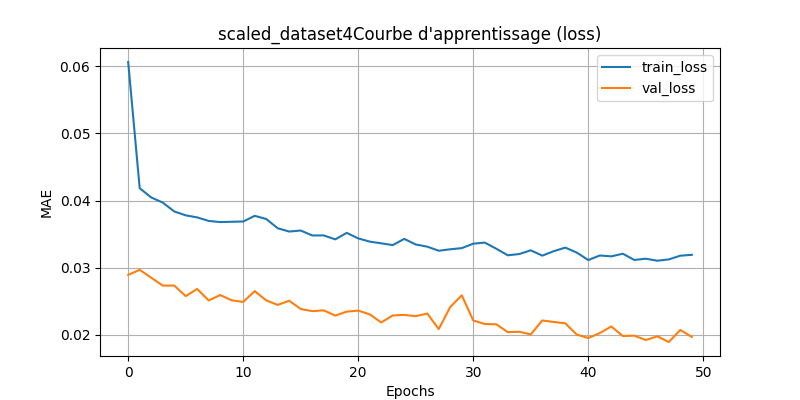 scaled_dataset4Courbe d'apprentissage (loss)
train_loss
val_loss
MAE
0.06
0.05
0.04
0.03
0.02
0 10 20 30 40 50
Epochs